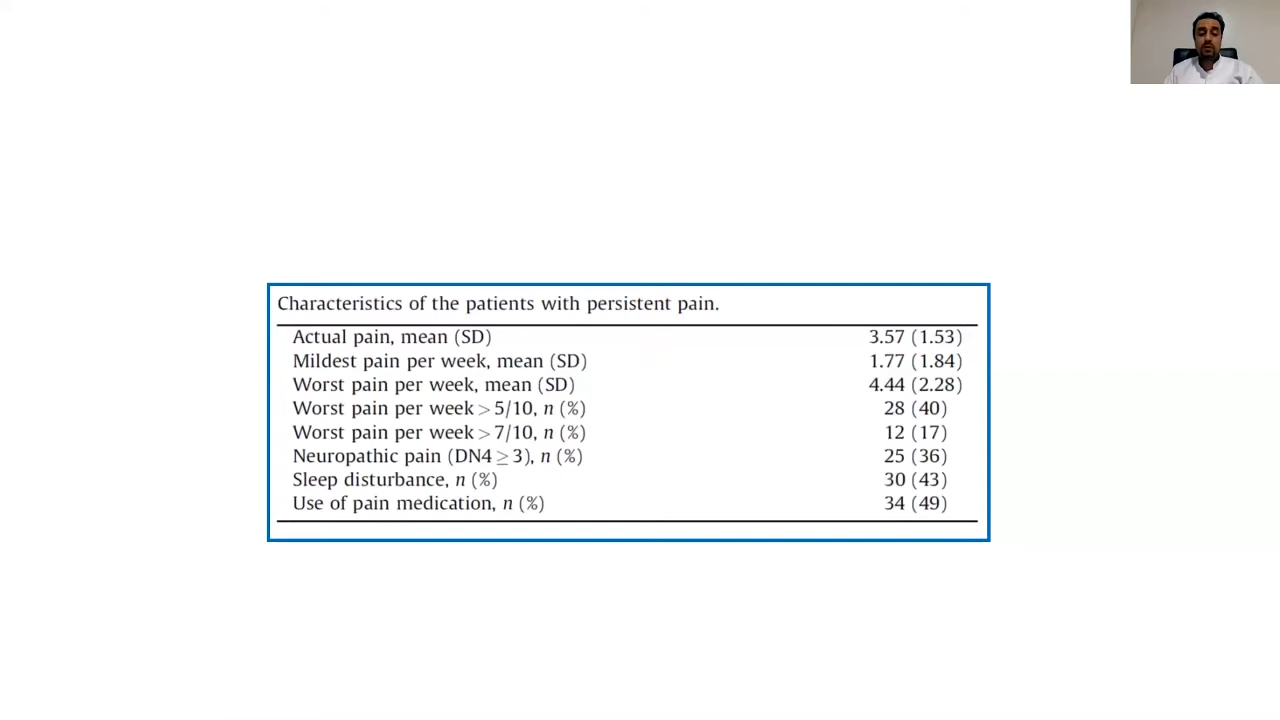 Characteristics of the patients with persistent pain.
Actual pain, mean (SD) 3.57 (1.53)
Mildest pain per week, mean (SD) 1.77 (1.84)
Worst pain per week, mean (SD) 4.44 (2.28)
Worst pain per week > 5/10, n (%) 28 (40)
Worst pain per week > 7/10, n (%) 12 (17)
Neuropathic pain (DN4 ≥ 3), n (%) 25 (36)
Sleep disturbance, n (%) 30 (43)
Use of pain medication, n (%) 34 (49)